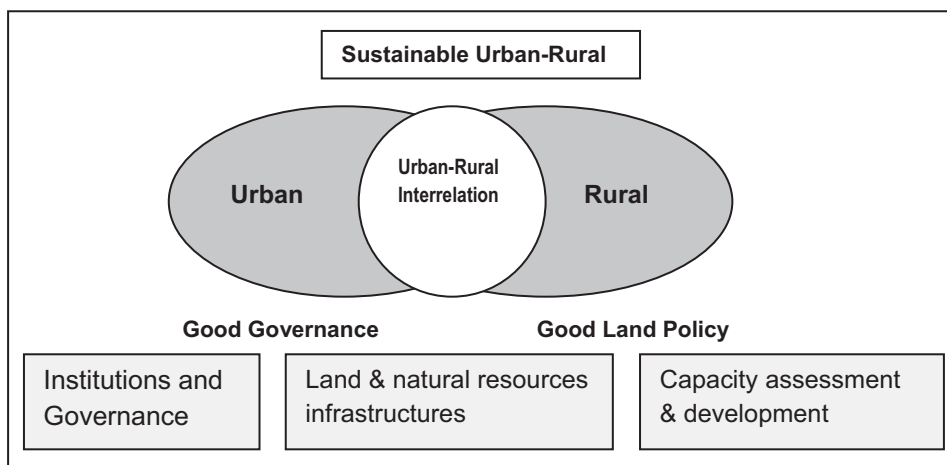 Sustainable Urban-Rural
Urban
Urban-Rural
Interrelation
Rural
Good Governance
Good Land Policy
Institutions and
Governance
Land & natural resources
infrastructures
Capacity assessment
& development